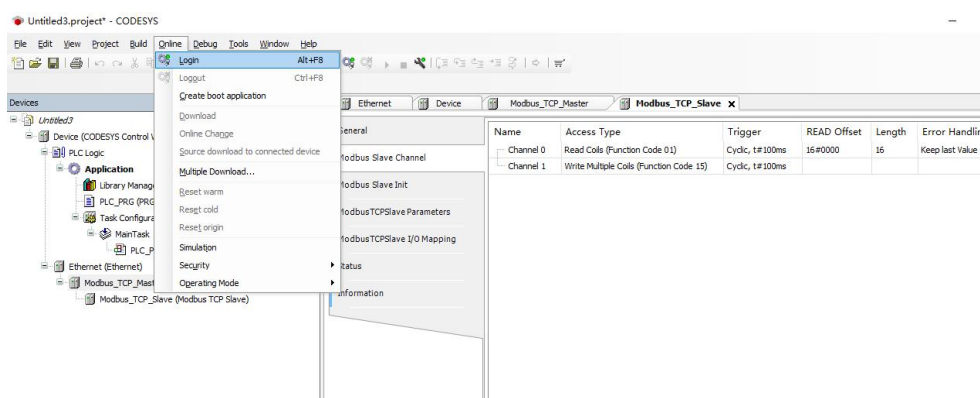 Untitled3.project* - CODESYS
File Edit View Project Build Online Debug Tools Window Help
Login Alt+F8
Logout Ctrl+F8
Create boot application
Download
Online Change
Source download to connected device
Multiple Download...
Reset warm
Reset cold
Reset origin
Simulation
Security
Operating Mode
Devices
Untitled3
Device (CODESYS Control
PLC Logic
Application
Library Manag
PLC_PRG (PRG
Task Configura
MainTask
PLC_P
Ethernet (Ethernet)
Modbus_TCP_Mast
Modbus_TCP_Slave (Modbus TCP Slave)
Ethernet Device Modbus_TCP_Master Modbus_TCP_Slave
General
Modbus Slave Channel
Modbus Slave Init
ModbusTCPSlave Parameters
ModbusTCPSlave I/O Mapping
Status
Information
Name Access Type Trigger READ Offset Length Error Handlin
Channel 0 Read Coils (Function Code 01) Cyclic, t#100ms 16#0000 16 Keep last Value
Channel 1 Write Multiple Coils (Function Code 15) Cyclic, t#100ms